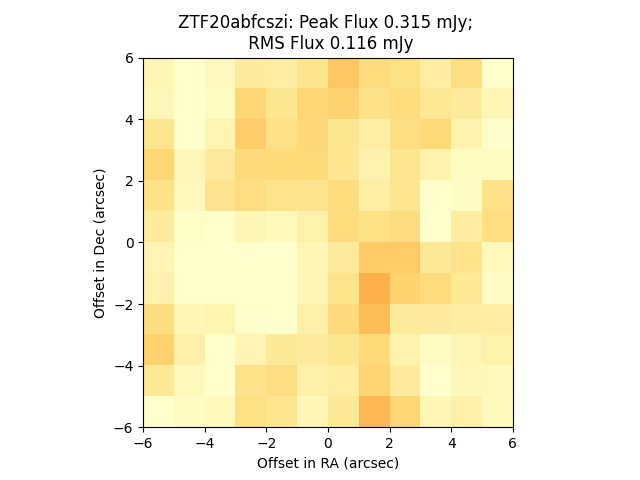 ZTF20abfcszi: Peak Flux 0.315 mJy;
RMS Flux 0.116 mJy
6
4
2
0
−2
−4
−6
Offset in Dec (arcsec)
−6 −4 −2 0 2 4 6
Offset in RA (arcsec)